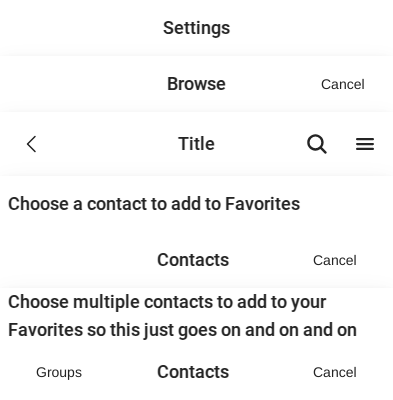 Settings
Browse Cancel
Title
Choose a contact to add to Favorites
Contacts Cancel
Choose multiple contacts to add to your
Favorites so this just goes on and on and on
Groups Contacts Cancel